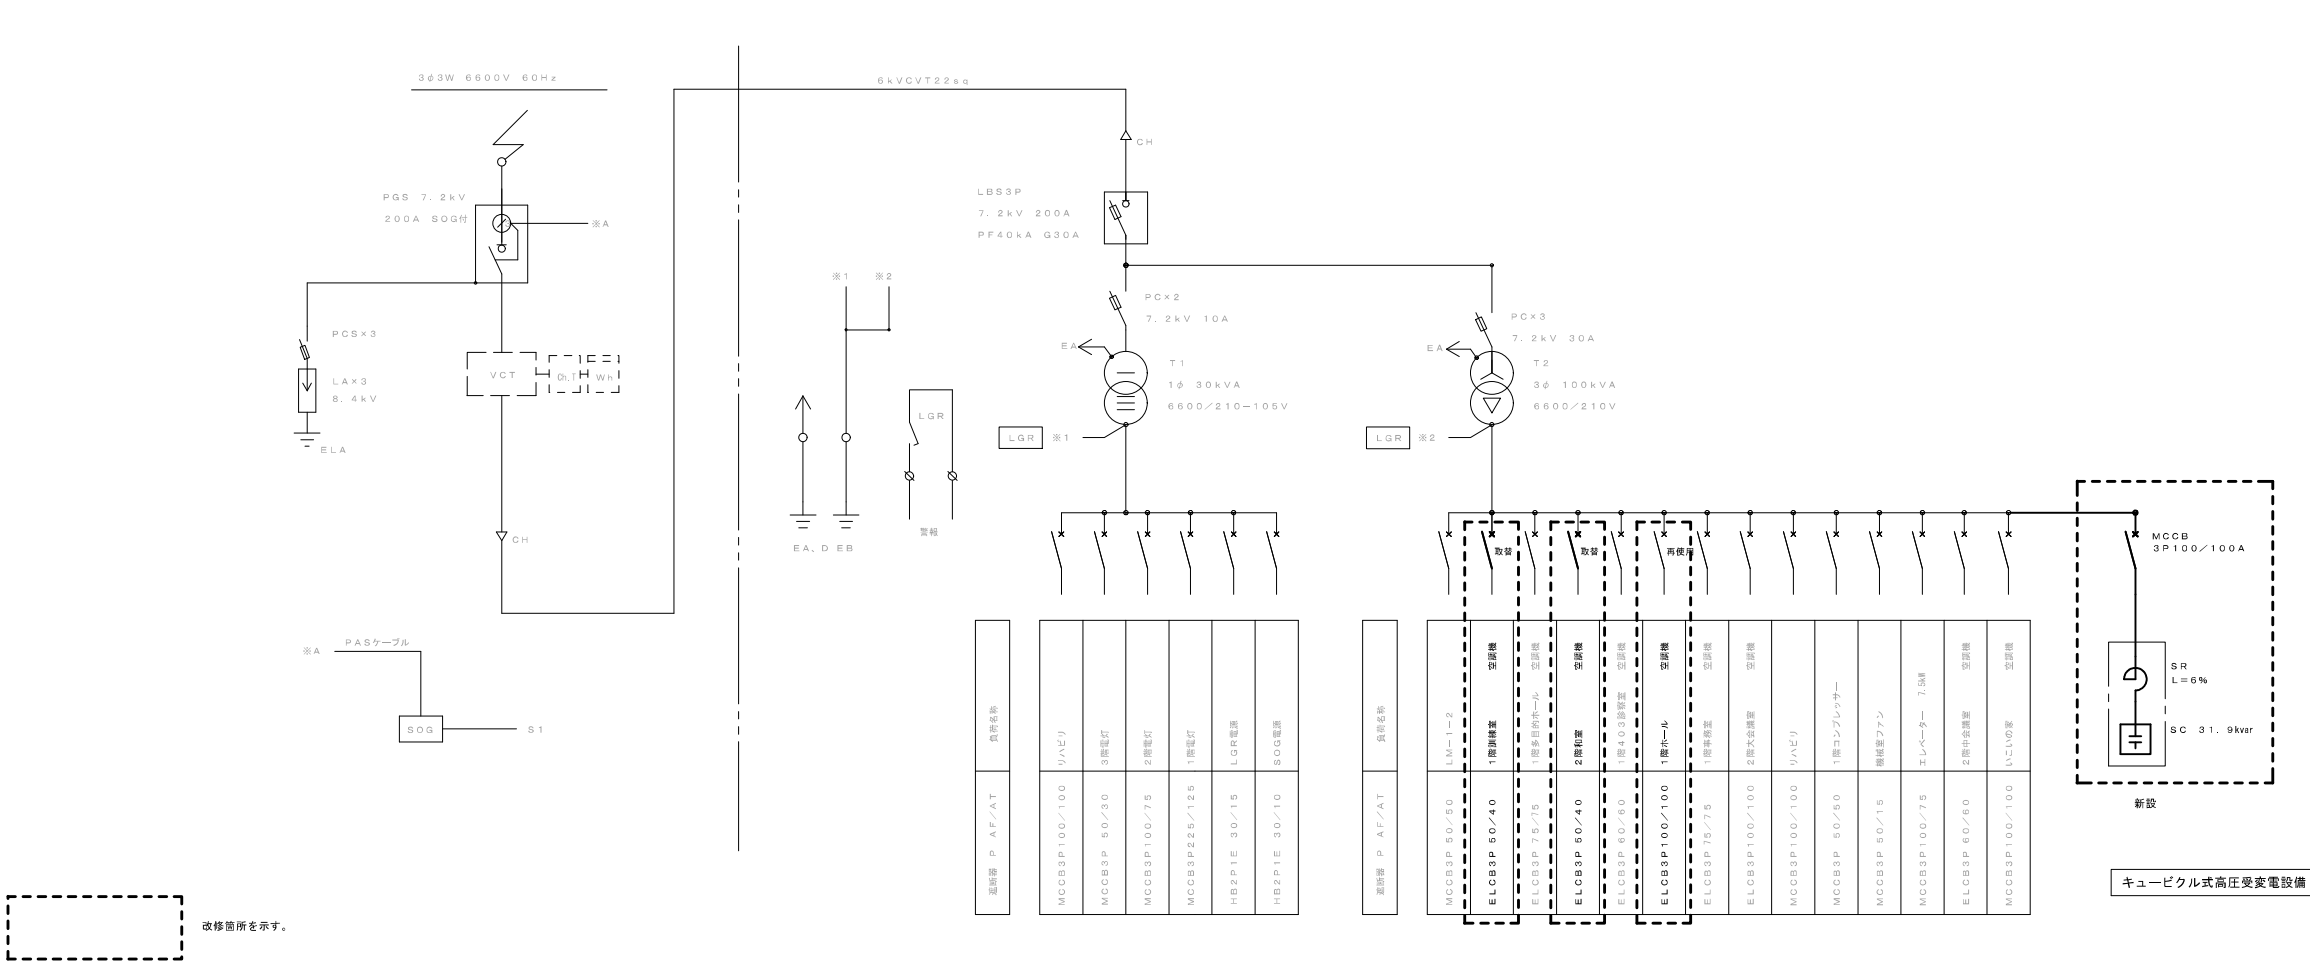 3φ3W 6600V 60Hz
6kVCVT22sq
CH
PGS 7.2kV
200A SOG付
※A
LBS3P
7.2kV 200A
PF40kA G30A
※1 ※2
PC×2
7.2kV 10A
PC×3
7.2kV 30A
PCS×3
LA×3
8.4kV
ELA
VCT
Wh
EA
T1
1φ 30kVA
6600/210-105V
EA
T2
3φ 100kVA
6600/210V
LGR
LGR ※1
LGR ※2
CH
警報
EA、D EB
取替
取替
再使用
MCCB
3P100/100A
※A PASケーブル
SOG S1
負荷名称
遮断器 P AF/AT
リハビリ
MCCB3P100/100
3階電灯
MCCB3P 50/30
2階電灯
MCCB3P100/75
1階電灯
MCCB3P225/125
LGR電源
HB2P1E 30/15
SOG電源
HB2P1E 30/10
負荷名称
遮断器 P AF/AT
LM-1-2
MCCB3P 50/50
1階訓練室 空調機
ELCB3P 50/40
1階多目的ホール 空調機
ELCB3P 75/75
2階和室 空調機
ELCB3P 50/40
1階403診察室 空調機
ELCB3P 60/60
1階ホール 空調機
ELCB3P100/100
1階事務室 空調機
ELCB3P 75/75
2階大会議室 空調機
ELCB3P100/100
リハビリ
MCCB3P100/100
1階コンプレッサー
MCCB3P 50/50
機械室ファン
MCCB3P 50/15
エレベーター 7.5kW
MCCB3P100/75
2階中会議室 空調機
ELCB3P 60/60
いこいの家 空調機
MCCB3P100/100
SR
L=6%
SC 31.9kvar
新設
キュービクル式高圧受変電設備
改修箇所を示す。